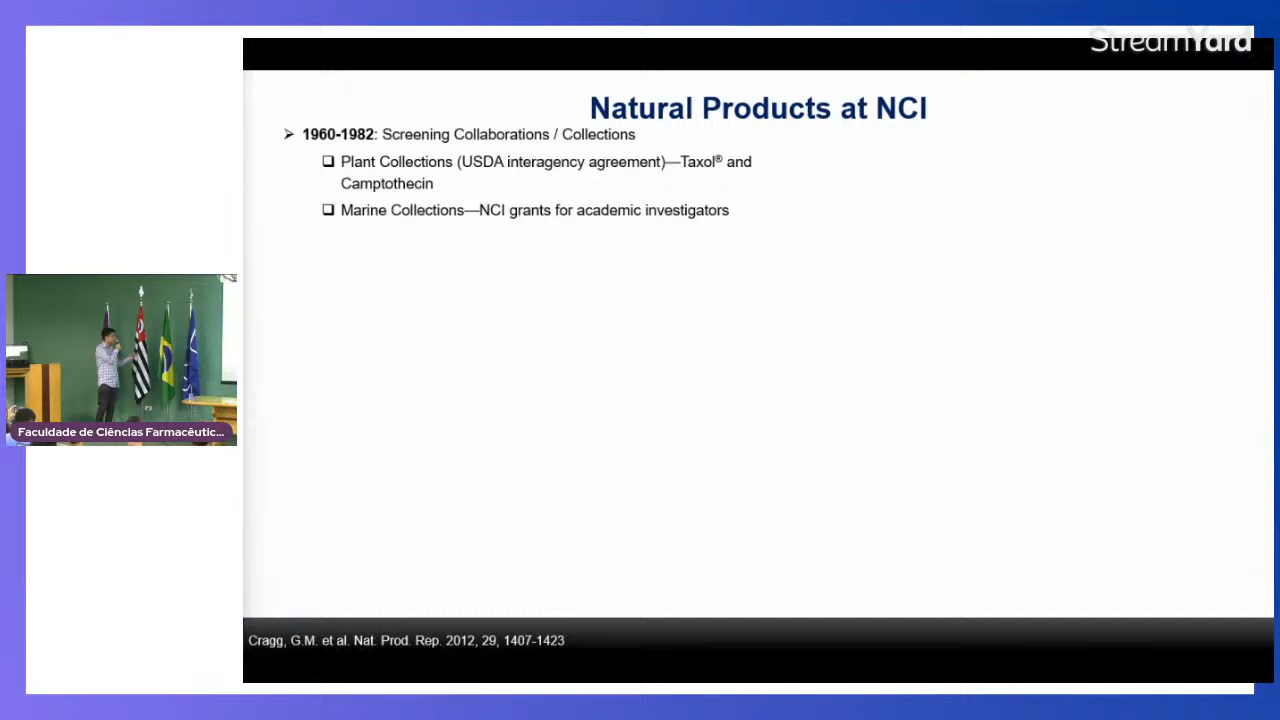 StreamYard
Natural Products at NCI
➢ 1960-1982: Screening Collaborations / Collections
❑ Plant Collections (USDA interagency agreement)—Taxol® and
Camptothecin
❑ Marine Collections—NCI grants for academic investigators
Faculdade de Ciências Farmacêutic...
Cragg, G.M. et al. Nat. Prod. Rep. 2012, 29, 1407-1423